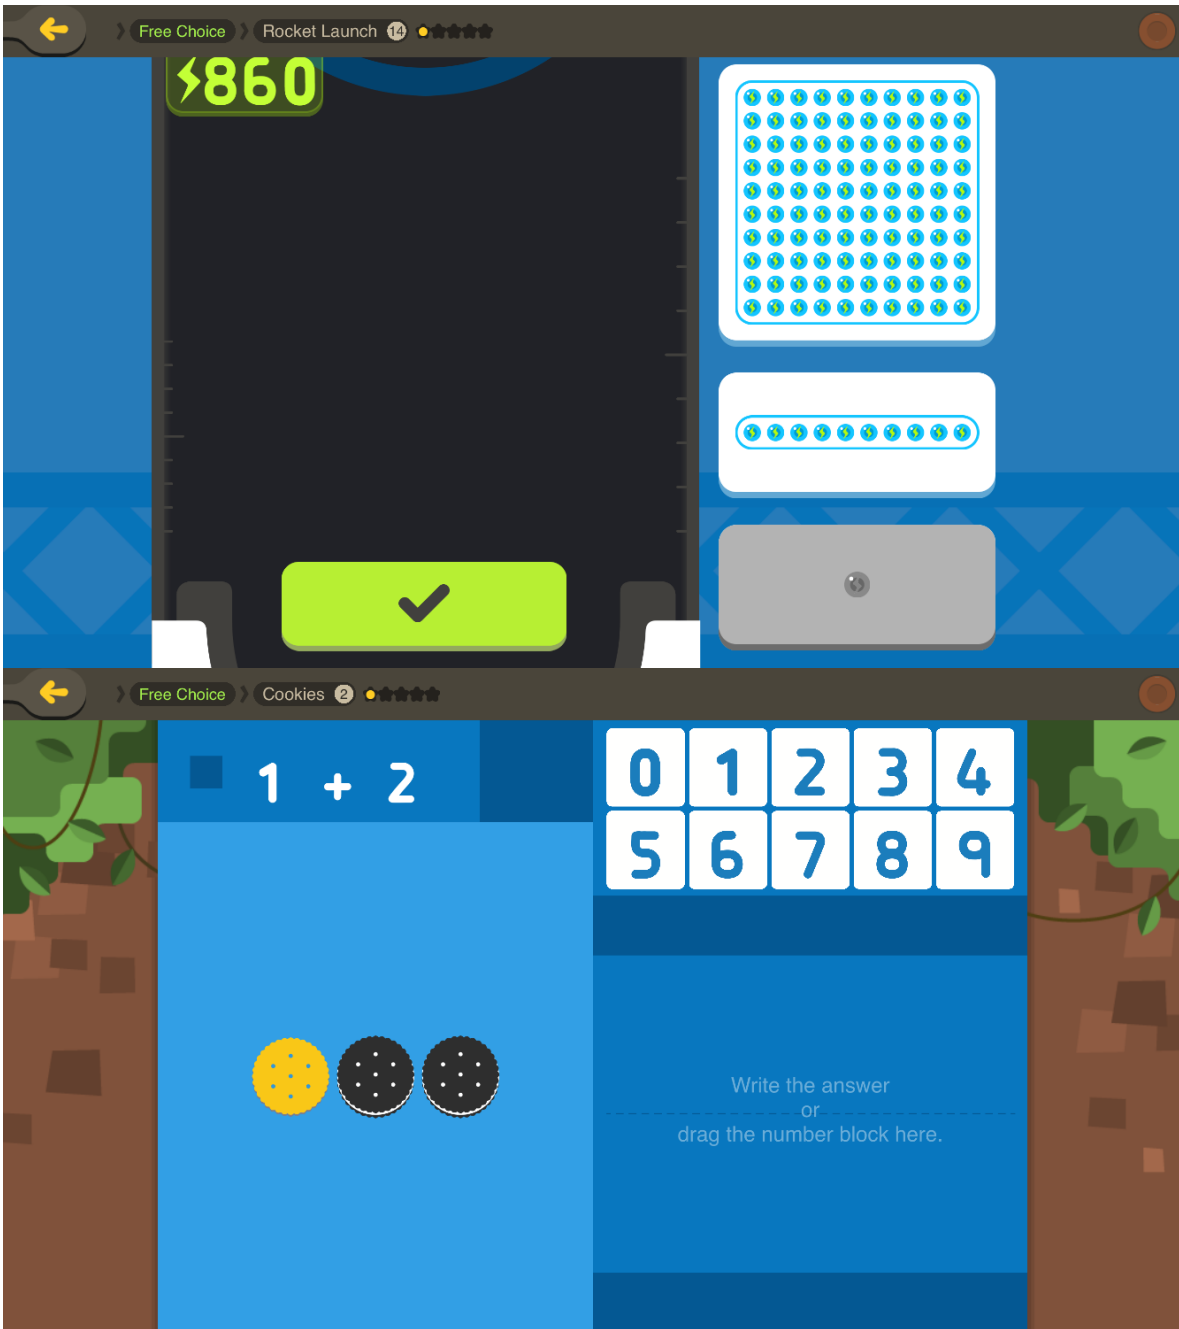 Free Choice Rocket Launch 14
860
Free Choice Cookies 2
1 + 2
0 1 2 3 4
5 6 7 8 9
Write the answer
or
drag the number block here.